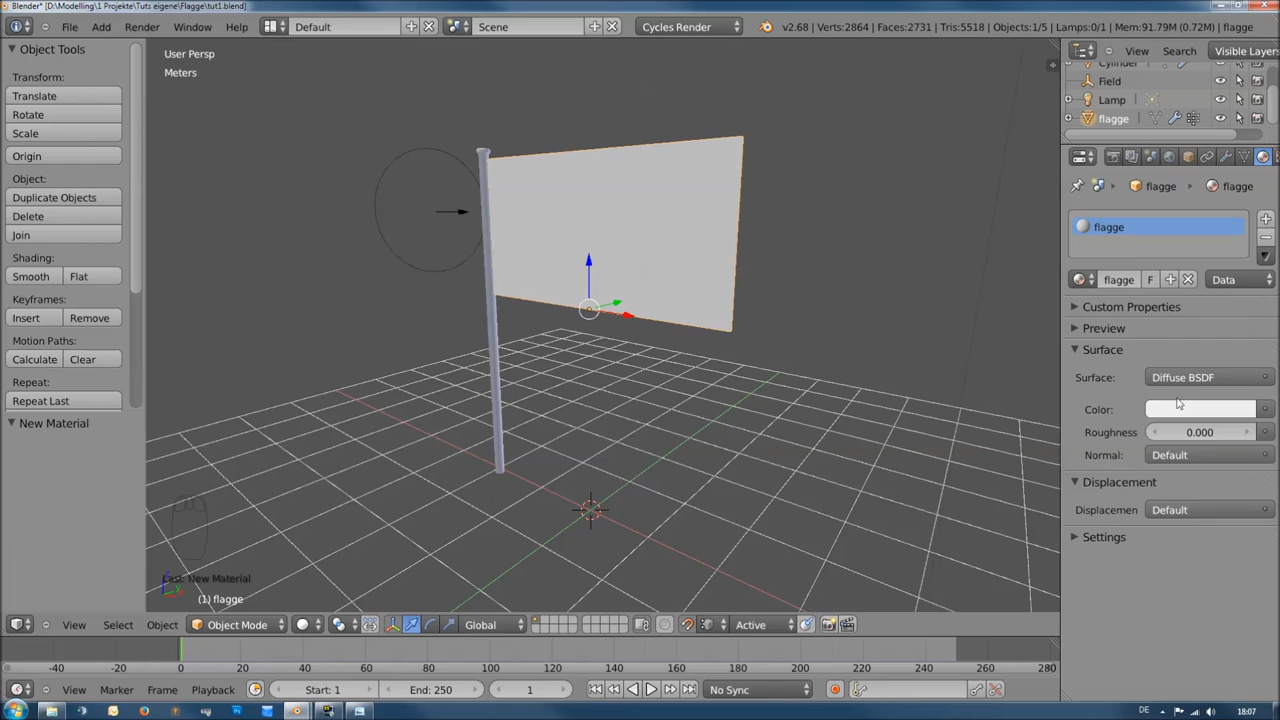 Blender* [D:\Modelling\1 Projekte\Tuts eigene\Flagge\tut1.blend]
File Add Render Window Help Default Scene Cycles Render v2.68 | Verts:2864 | Faces:2731 | Tris:5518 | Objects:1/5 | Lamps:0/1 | Mem:91.79M (0.72M) | flagge
Object Tools
Transform:
Translate
Rotate
Scale
Origin
Object:
Duplicate Objects
Delete
Join
Shading:
Smooth Flat
Keyframes:
Insert Remove
Motion Paths:
Calculate Clear
Repeat:
Repeat Last
New Material
User Persp
Meters
Last: New Material
(1) flagge
View Select Object Object Mode Global Active
-40 -20 0 20 40 60 80 100 120 140 160 180 200 220 240 260 280
View Marker Frame Playback Start: 1 End: 250 1 No Sync
View Search Visible Layers
Cylinder
Field
Lamp
flagge
flagge flagge
flagge
flagge F Data
Custom Properties
Preview
Surface
Surface: Diffuse BSDF
Color:
Roughness 0.000
Normal: Default
Displacement
Displacemen Default
Settings
DE 18:07